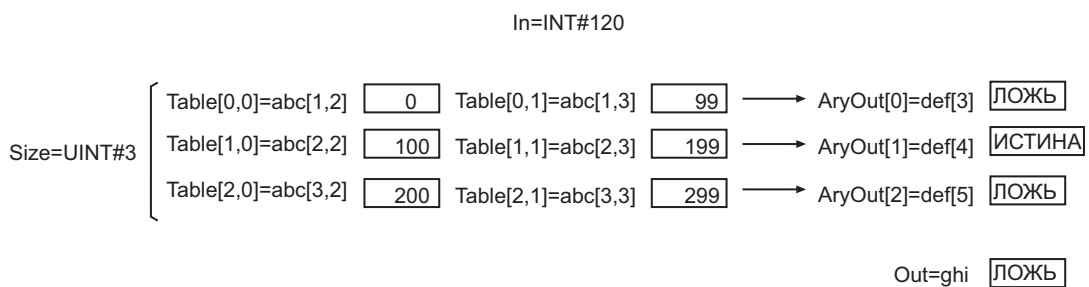 In=INT#120
Table[0,0]=abc[1,2] 0 Table[0,1]=abc[1,3] 99 AryOut[0]=def[3] ЛОЖЬ
Size=UINT#3 Table[1,0]=abc[2,2] 100 Table[1,1]=abc[2,3] 199 AryOut[1]=def[4] ИСТИНА
Table[2,0]=abc[3,2] 200 Table[2,1]=abc[3,3] 299 AryOut[2]=def[5] ЛОЖЬ
Out=ghi ЛОЖЬ